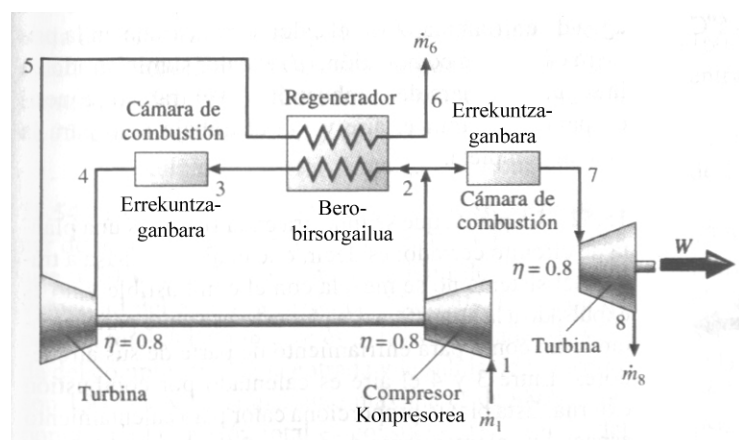 ṁ6
5
6
Regenerador
Cámara de
combustión
Errekuntza-
ganbara
4
3
2
7
Errekuntza-
ganbara
Bero-
birsorgailua
Cámara de
combustión
W
η = 0.8
8
Turbina
η = 0.8
η = 0.8
1
Turbina
Compresor
Konpresorea
ṁ1
ṁ8